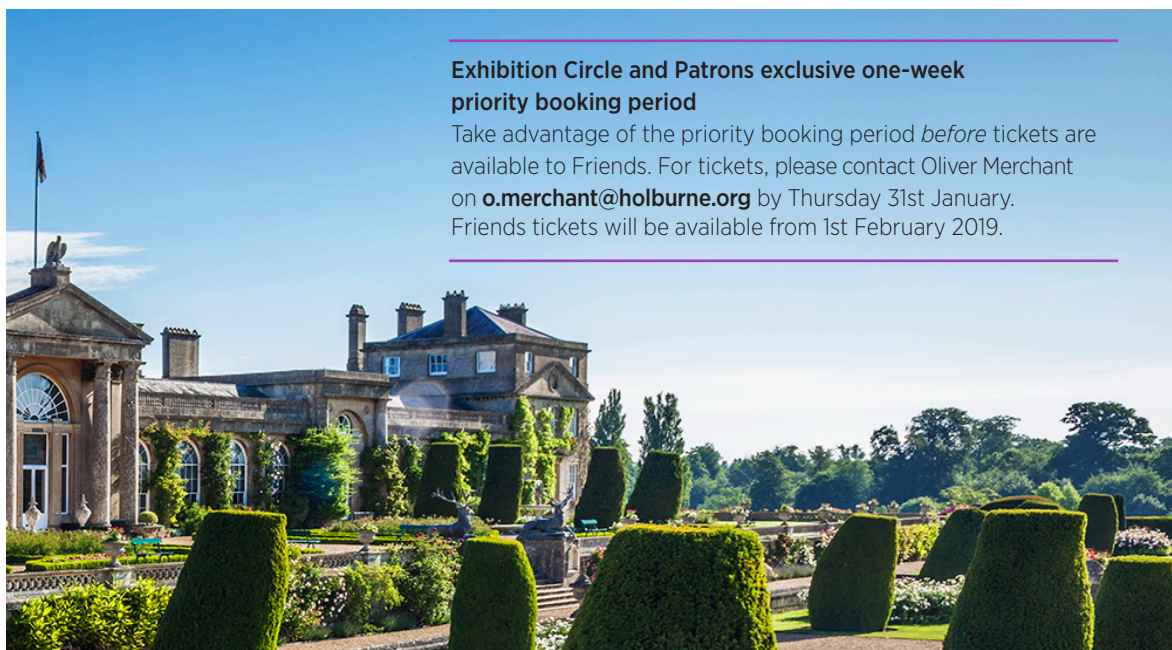 Exhibition Circle and Patrons exclusive one-week
priority booking period
Take advantage of the priority booking period before tickets are
available to Friends. For tickets, please contact Oliver Merchant
on o.merchant@holburne.org by Thursday 31st January.
Friends tickets will be available from 1st February 2019.